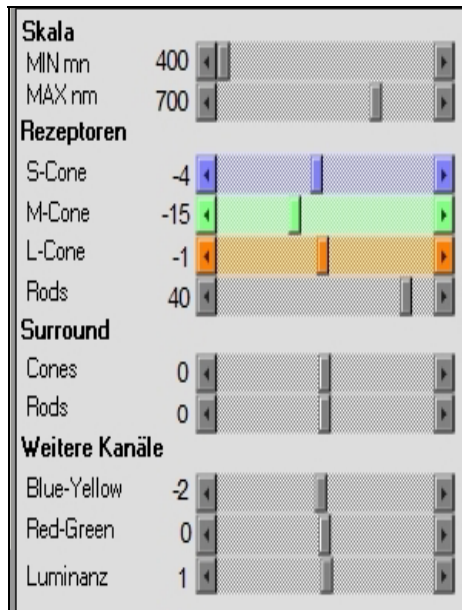 Skala
MIN mn 400
MAX nm 700
Rezeptoren
S-Cone -4
M-Cone -15
L-Cone -1
Rods 40
Surround
Cones 0
Rods 0
Weitere Kanäle
Blue-Yellow -2
Red-Green 0
Luminanz 1